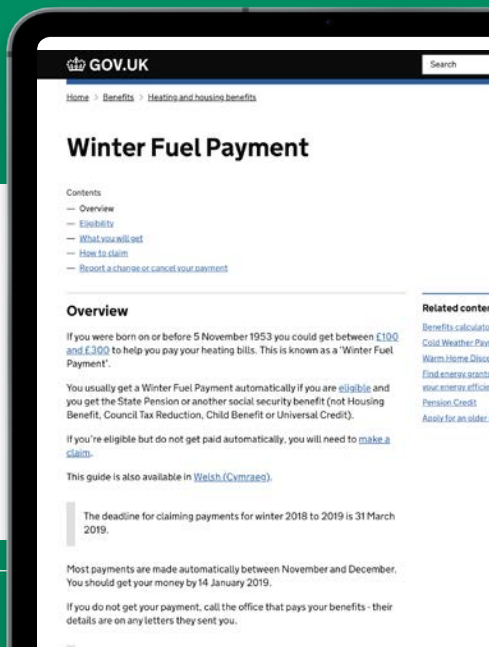 GOV.UK
Search
Home > Benefits > Heating and housing benefits
Winter Fuel Payment
Contents
— Overview
— Eligibility
— What you will get
— How to claim
— Report a change or cancel your payment
Overview
If you were born on or before 5 November 1953 you could get between £100
and £300 to help you pay your heating bills. This is known as a ‘Winter Fuel
Payment’.
You usually get a Winter Fuel Payment automatically if you are eligible and
you get the State Pension or another social security benefit (not Housing
Benefit, Council Tax Reduction, Child Benefit or Universal Credit).
If you’re eligible but do not get paid automatically, you will need to make a
claim.
This guide is also available in Welsh (Cymraeg).
The deadline for claiming payments for winter 2018 to 2019 is 31 March
2019.
Most payments are made automatically between November and December.
You should get your money by 14 January 2019.
If you do not get your payment, call the office that pays your benefits - their
details are on any letters they sent you.
Related conte
Benefits calculato
Cold Weather Pay
Warm Home Disco
Find energy grants
your energy efficie
Pension Credit
Apply for an older